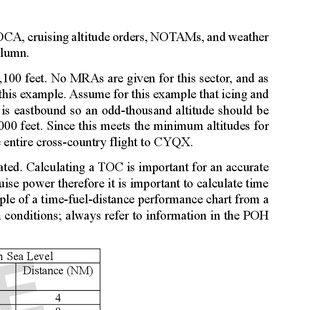 OCA, cruising altitude orders, NOTAMs, and weather
lumn.
,100 feet. No MRAs are given for this sector, and as
this example. Assume for this example that icing and
is eastbound so an odd-thousand altitude should be
000 feet. Since this meets the minimum altitudes for
entire cross-country flight to CYQX.
ated. Calculating a TOC is important for an accurate
uise power therefore it is important to calculate time
ple of a time-fuel-distance performance chart from a
conditions; always refer to information in the POH
n Sea Level
Distance (NM)
4